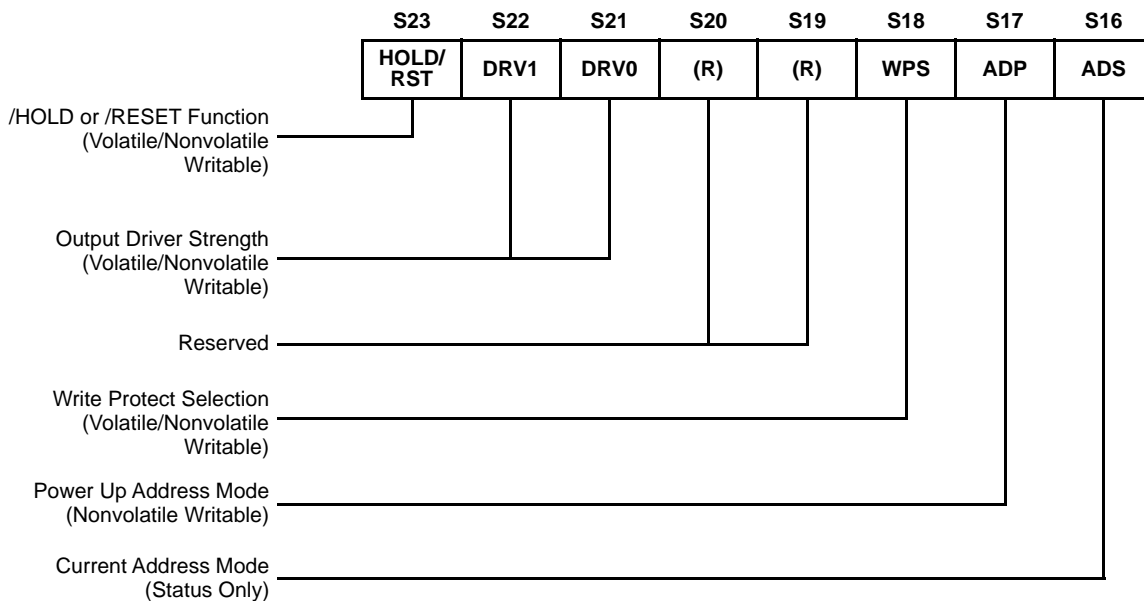 S23 S22 S21 S20 S19 S18 S17 S16
HOLD/
RST DRV1 DRV0 (R) (R) WPS ADP ADS
/HOLD or /RESET Function
(Volatile/Nonvolatile
Writable)
Output Driver Strength
(Volatile/Nonvolatile
Writable)
Reserved
Write Protect Selection
(Volatile/Nonvolatile
Writable)
Power Up Address Mode
(Nonvolatile Writable)
Current Address Mode
(Status Only)